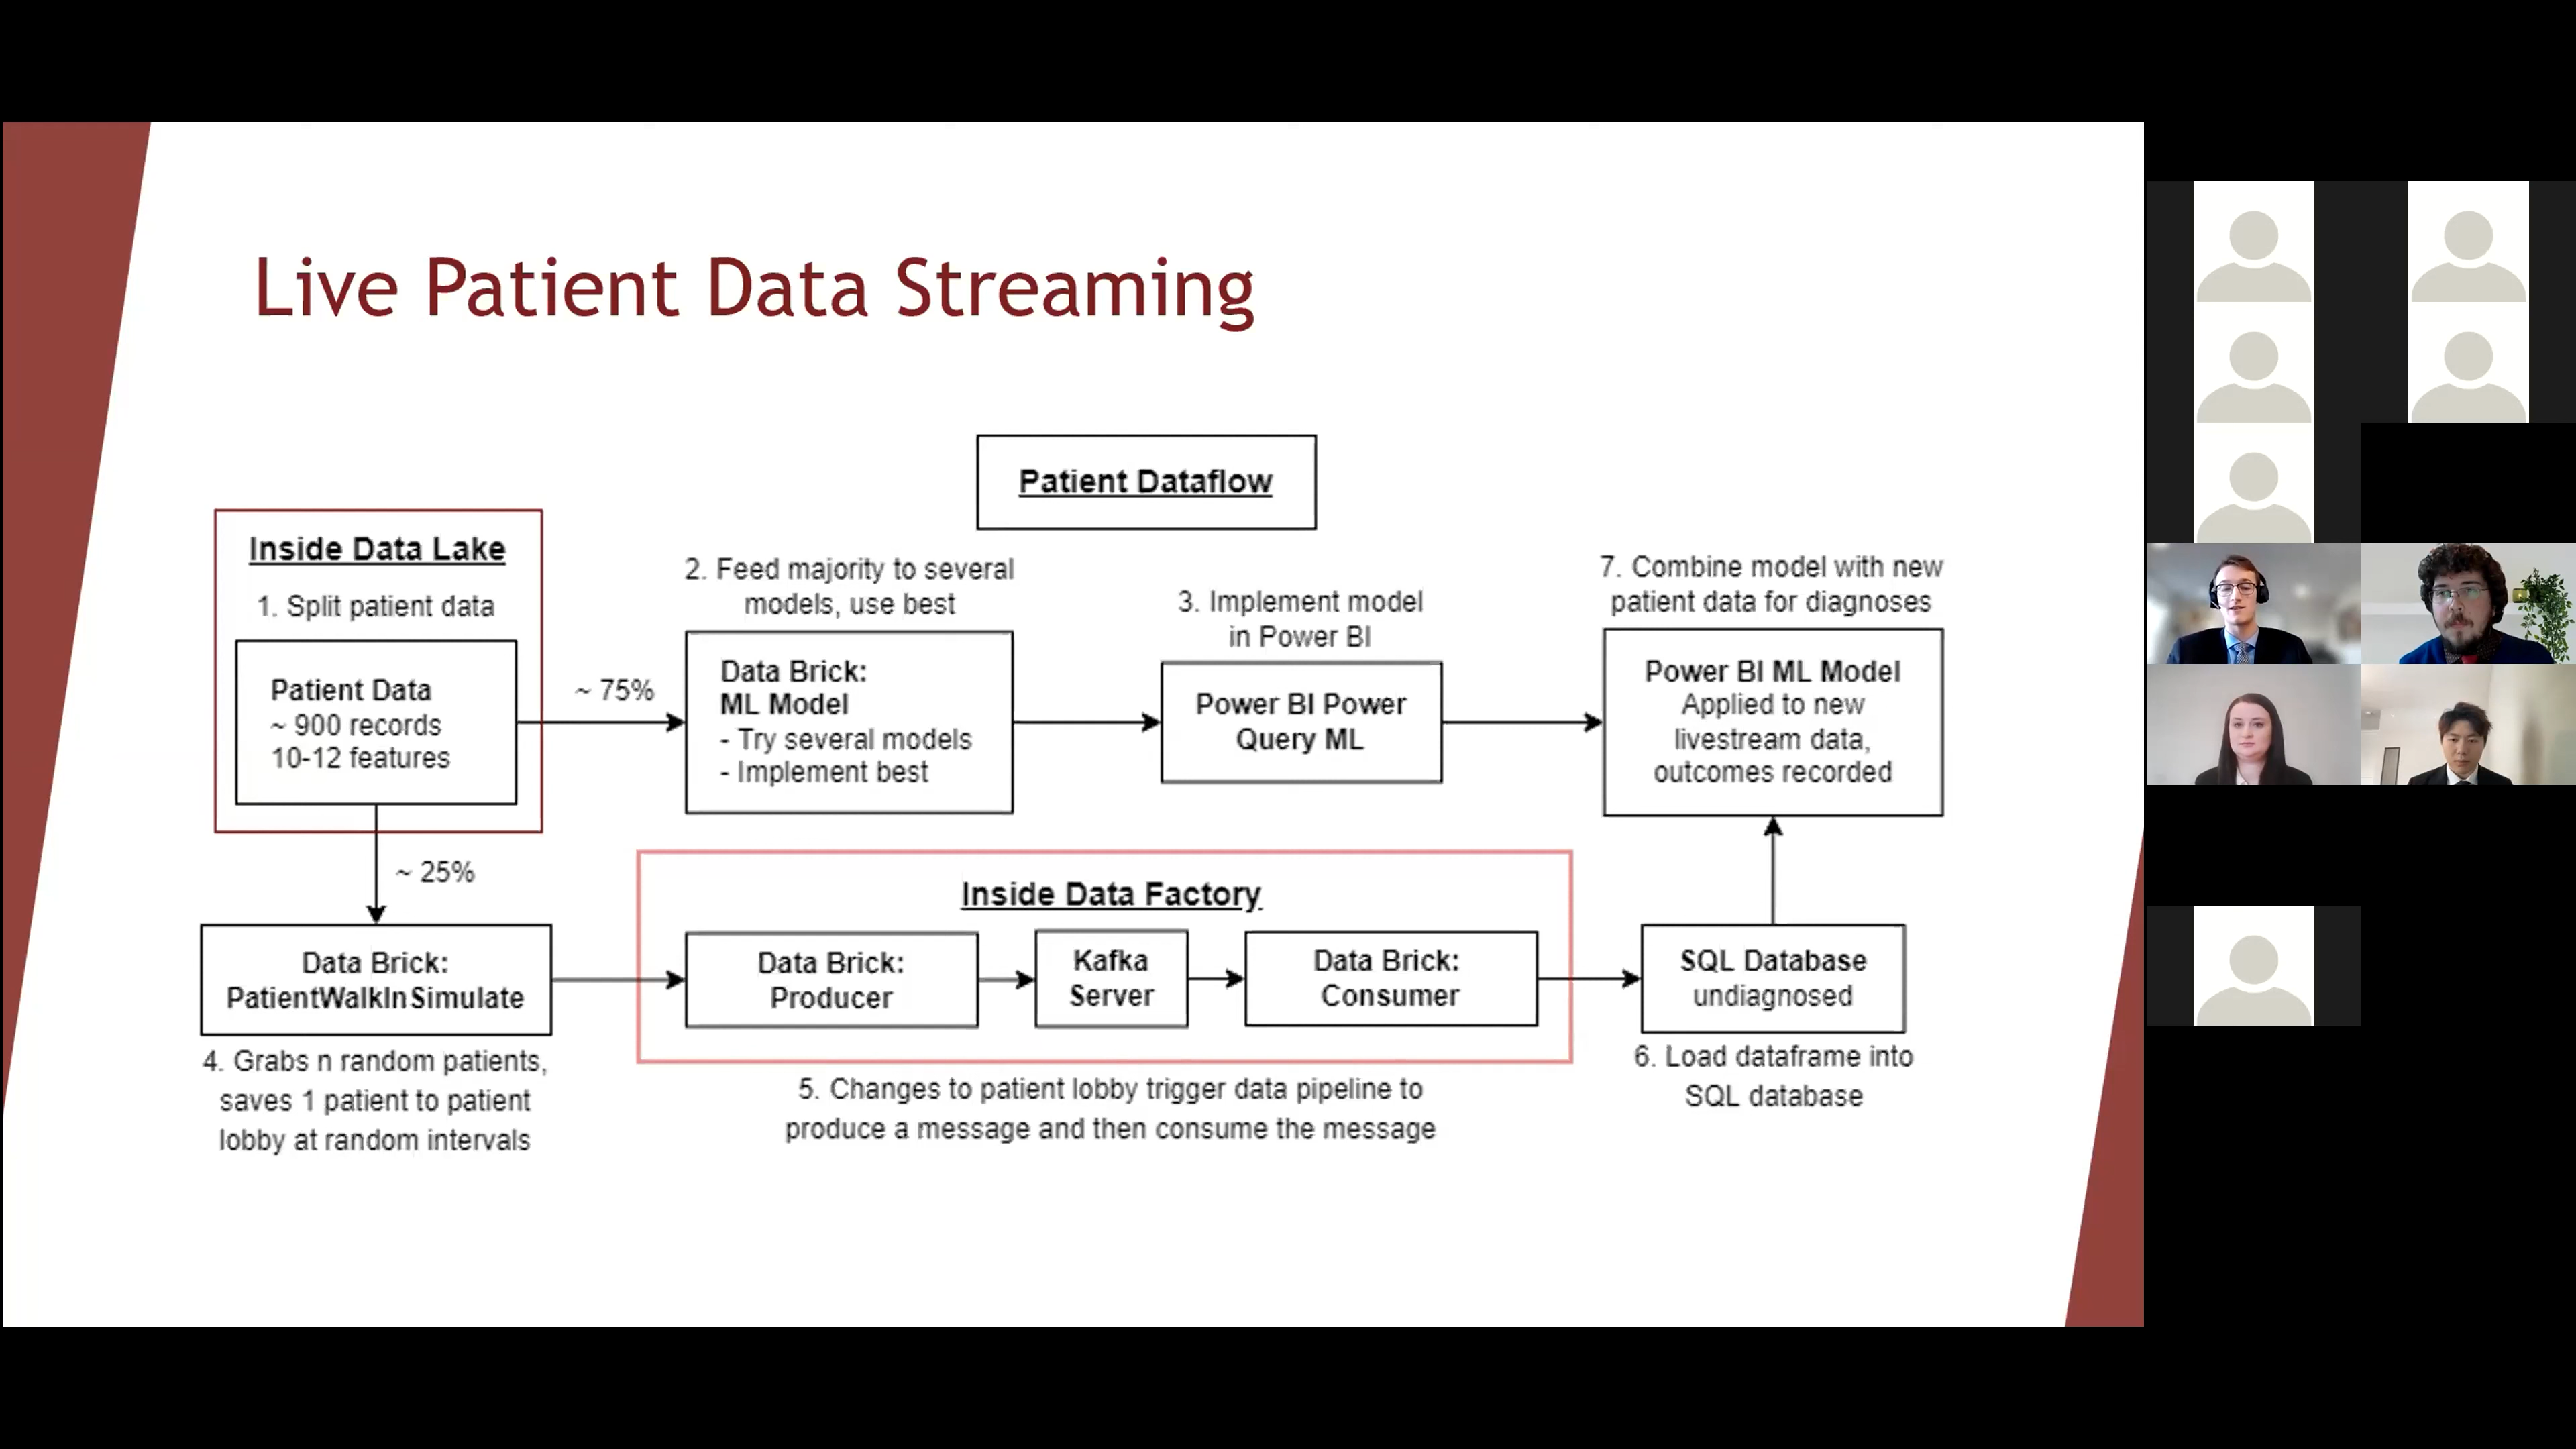 Live Patient Data Streaming
Patient Dataflow
Inside Data Lake
1. Split patient data
Patient Data
~ 900 records
10-12 features
~ 75%
~ 25%
2. Feed majority to several
models, use best
Data Brick:
ML Model
- Try several models
- Implement best
3. Implement model
in Power BI
Power BI Power
Query ML
7. Combine model with new
patient data for diagnoses
Power BI ML Model
Applied to new
livestream data,
outcomes recorded
Data Brick:
PatientWalkInSimulate
4. Grabs n random patients,
saves 1 patient to patient
lobby at random intervals
Inside Data Factory
Data Brick:
Producer
Kafka
Server
Data Brick:
Consumer
5. Changes to patient lobby trigger data pipeline to
produce a message and then consume the message
SQL Database
undiagnosed
6. Load dataframe into
SQL database